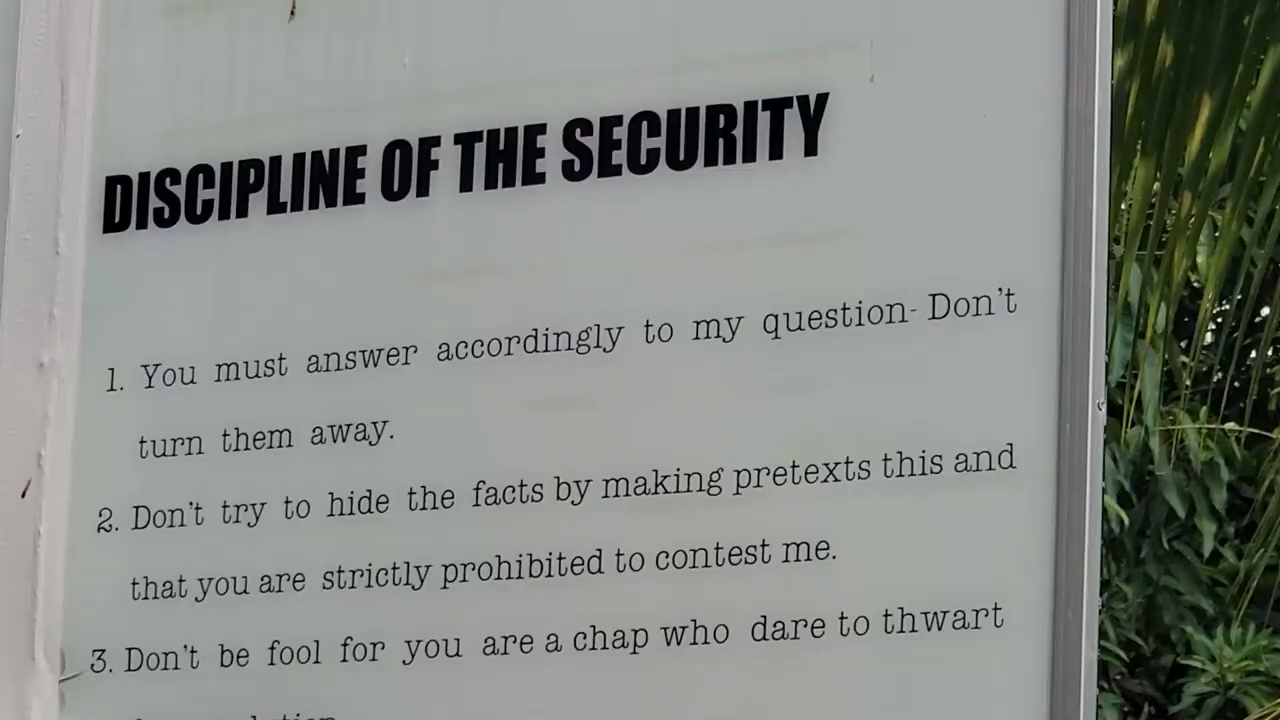 DISCIPLINE OF THE SECURITY
1. You must answer accordingly to my question- Don't
turn them away.
2. Don't try to hide the facts by making pretexts this and
that you are strictly prohibited to contest me.
3. Don't be fool for you are a chap who dare to thwart